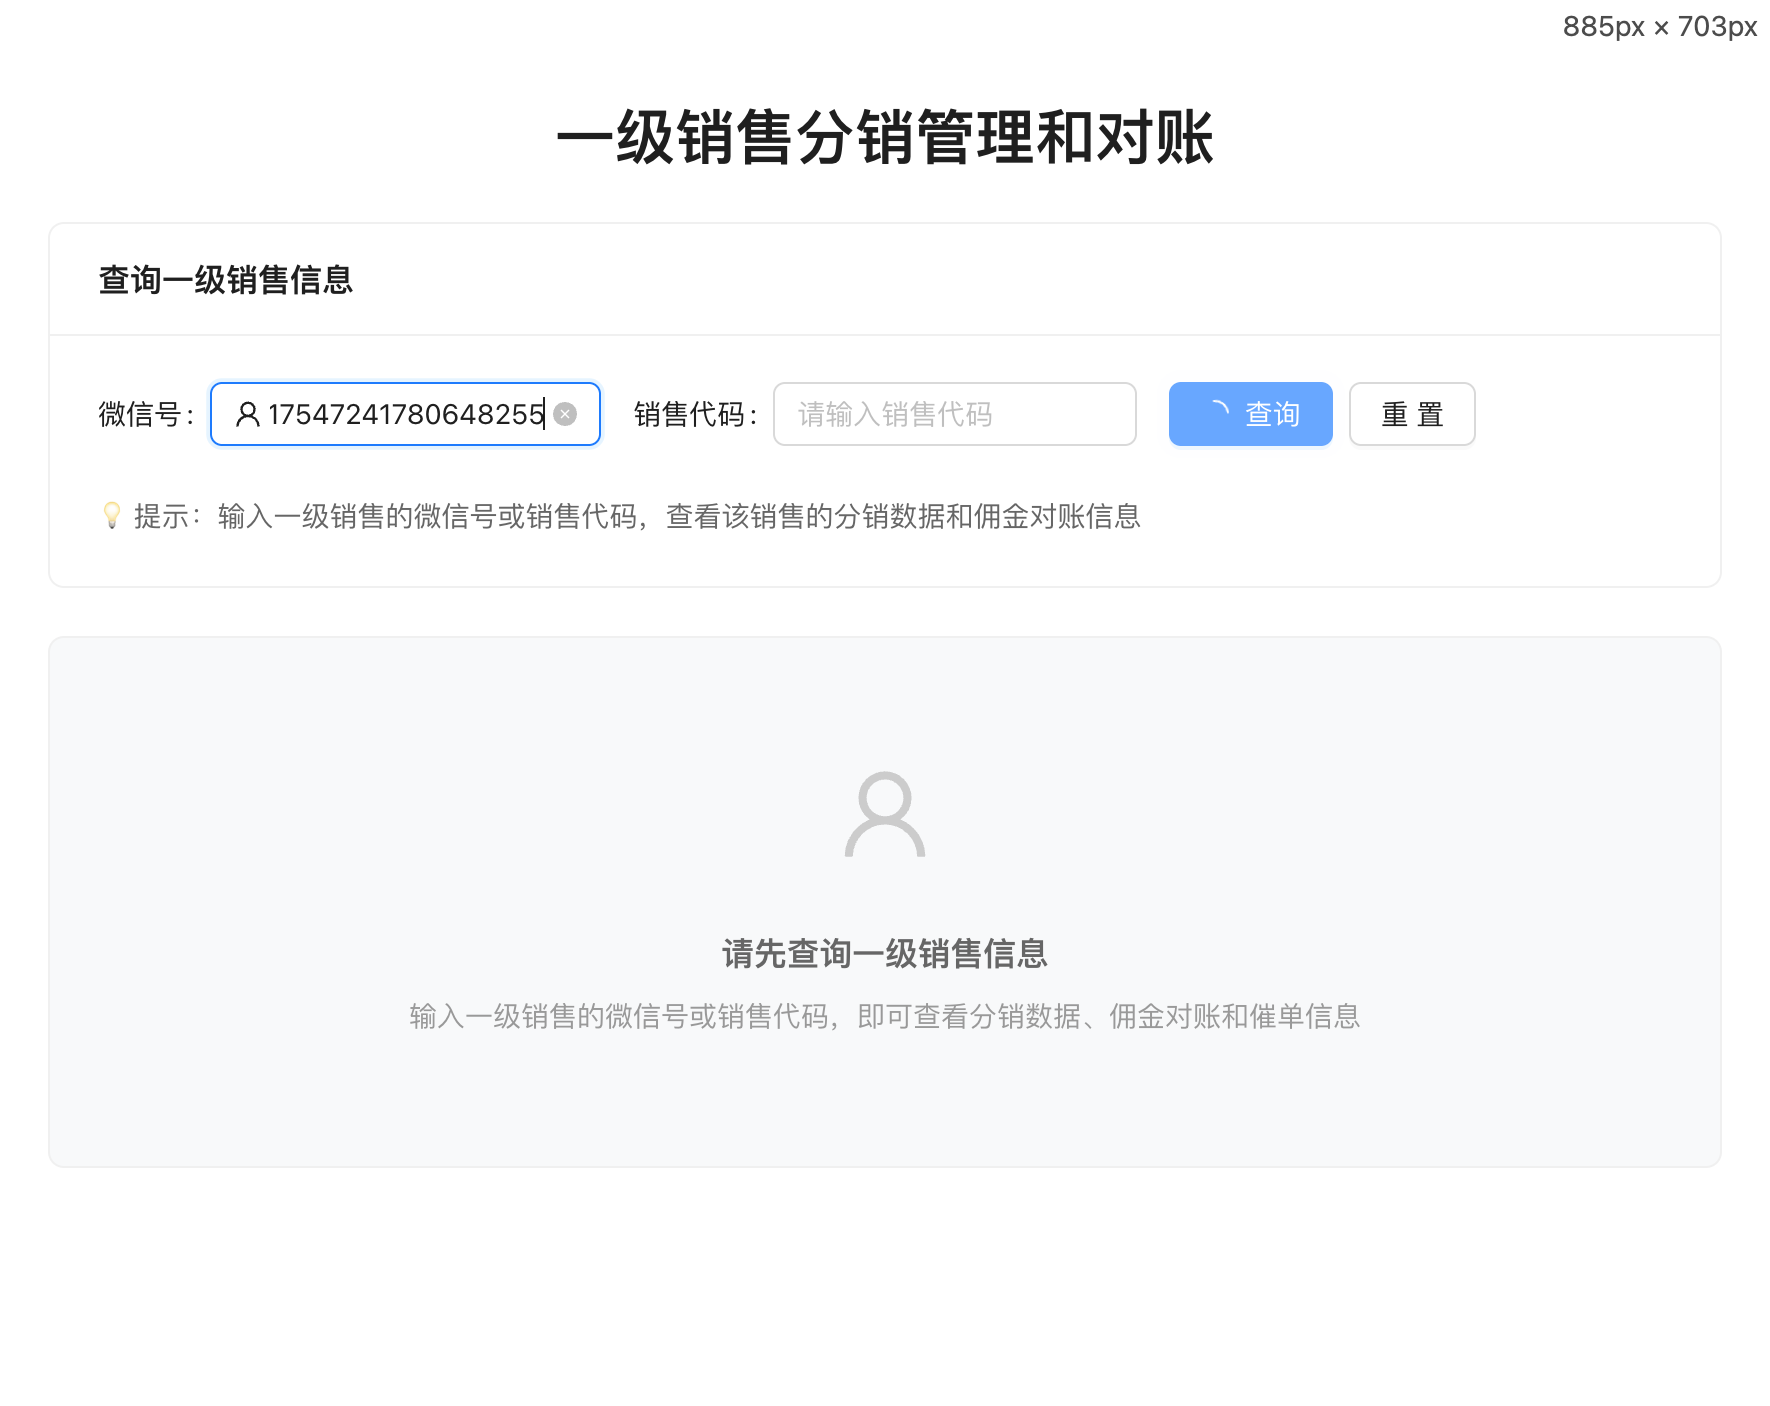 885px × 703px
一级销售分销管理和对账
查询一级销售信息
微信号: 17547241780648255 销售代码: 请输入销售代码 查询 重 置
提示：输入一级销售的微信号或销售代码，查看该销售的分销数据和佣金对账信息
请先查询一级销售信息
输入一级销售的微信号或销售代码，即可查看分销数据、佣金对账和催单信息